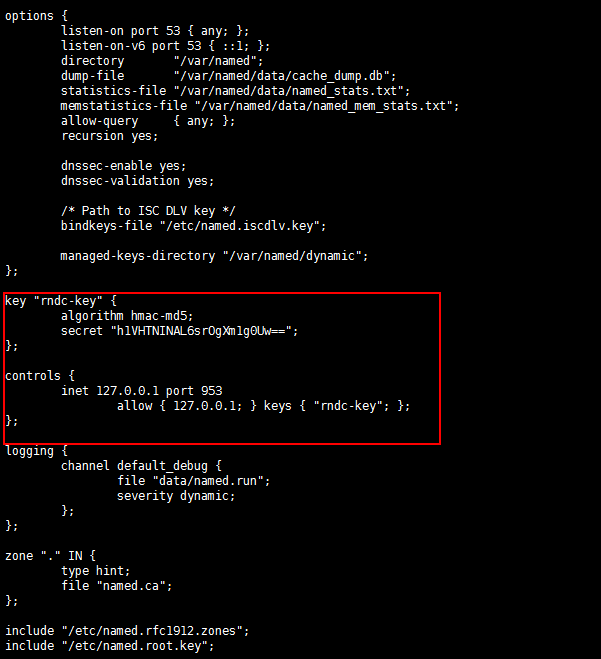 options {
listen-on port 53 { any; };
listen-on-v6 port 53 { ::1; };
directory "/var/named";
dump-file "/var/named/data/cache_dump.db";
statistics-file "/var/named/data/named_stats.txt";
memstatistics-file "/var/named/data/named_mem_stats.txt";
allow-query { any; };
recursion yes;
dnssec-enable yes;
dnssec-validation yes;
/* Path to ISC DLV key */
bindkeys-file "/etc/named.iscdlv.key";
managed-keys-directory "/var/named/dynamic";
};
key "rndc-key" {
algorithm hmac-md5;
secret "h1VHTNINAL6srOgXm1g0Uw==";
};
controls {
inet 127.0.0.1 port 953
allow { 127.0.0.1; } keys { "rndc-key"; };
};
logging {
channel default_debug {
file "data/named.run";
severity dynamic;
};
};
zone "." IN {
type hint;
file "named.ca";
};
include "/etc/named.rfc1912.zones";
include "/etc/named.root.key";